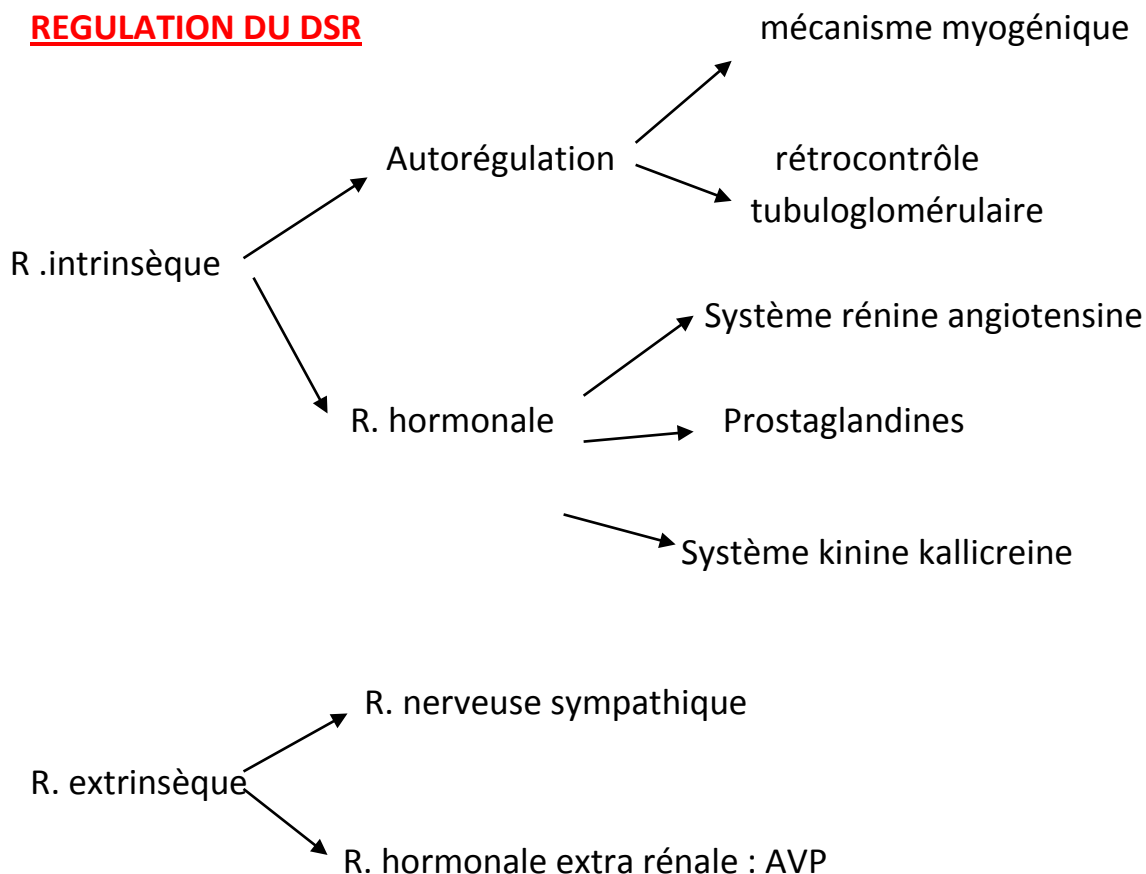 REGULATION DU DSR
mécanisme myogénique
Autorégulation
rétrocontrôle
tubuloglomérulaire
R .intrinsèque
Système rénine angiotensine
R. hormonale
Prostaglandines
Système kinine kallicreine
R. nerveuse sympathique
R. extrinsèque
R. hormonale extra rénale : AVP